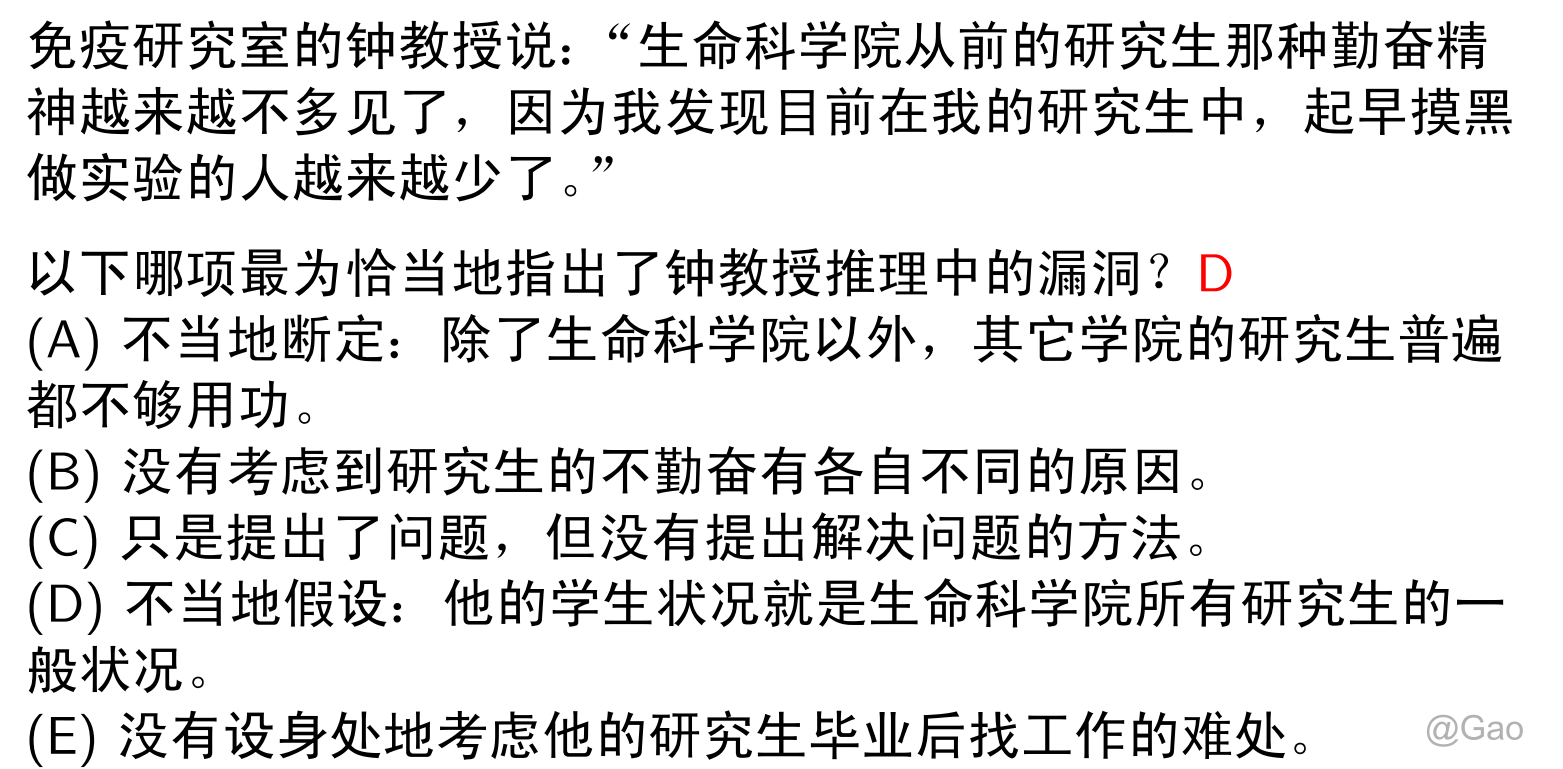 免疫研究室的钟教授说：“生命科学院从前的研究生那种勤奋精
神越来越不多见了，因为我发现目前在我的研究生中，起早摸黑
做实验的人越来越少了。”
以下哪项最为恰当地指出了钟教授推理中的漏洞？D
(A) 不当地断定：除了生命科学院以外，其它学院的研究生普遍
都不够用功。
(B) 没有考虑到研究生的不勤奋有各自不同的原因。
(C) 只是提出了问题，但没有提出解决问题的方法。
(D) 不当地假设：他的学生状况就是生命科学院所有研究生的一
般状况。
(E) 没有设身处地考虑他的研究生毕业后找工作的难处。
@Gao